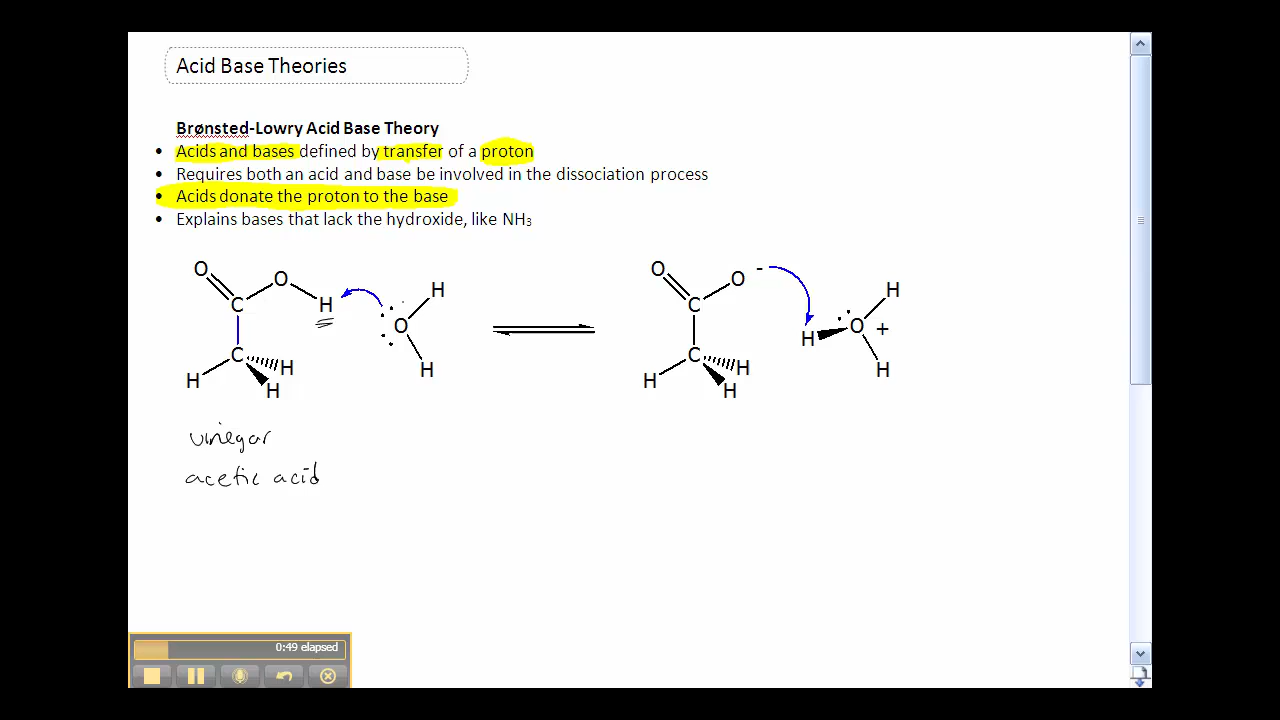 Acid Base Theories
Brønsted-Lowry Acid Base Theory
• Acids and bases defined by transfer of a proton
• Requires both an acid and base be involved in the dissociation process
• Acids donate the proton to the base
• Explains bases that lack the hydroxide, like NH₃
O O H H
C O
C H H
H H
O O - H
C H O +
C H H
H H
vinegar
acetic acid
0:49 elapsed